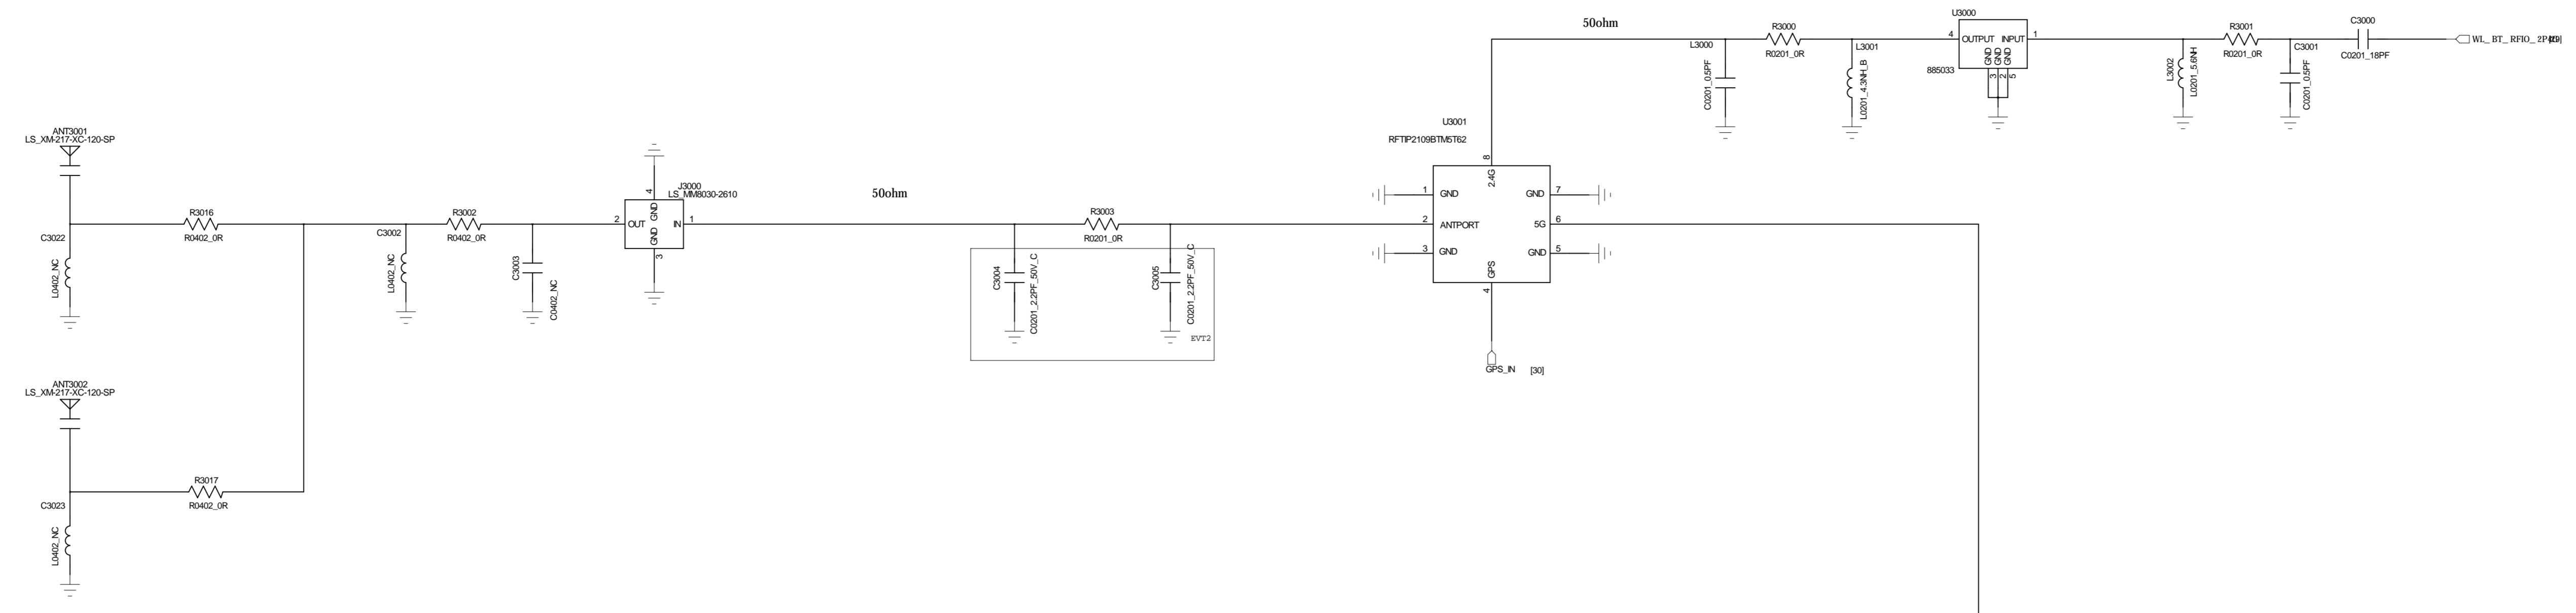 50ohm
R3000
R0201_0R
L3000
C0201_0.5PF
L3001
L0201_4.3NH_B
U3000
4
OUTPUT INPUT
1
GND
GND
GND
3
2
5
885033
L3002
L0201_5.6NH
R3001
R0201_0R
C3001
C0201_0.5PF
C3000
C0201_18PF
ANT3001
LS_XM-217-XC-120-SP
C3022
L0402_NC
R3016
R0402_0R
C3002
L0402_NC
R3002
R0402_0R
C3003
C0402_NC
J3000
LS_MM8030-2610
4
GND
2
OUT
IN
1
GND
3
50ohm
R3003
R0201_0R
C3004
C0201_2.2PF_50V_C
C3005
C0201_2.2PF_50V_C
EVT2
U3001
RFTIP2109BTM5T62
8
2.4G
1
GND
GND
7
2
ANTPORT
5G
6
3
GND
GND
5
GPS
4
GPS_IN [30]
ANT3002
LS_XM-217-XC-120-SP
C3023
L0402_NC
R3017
R0402_0R